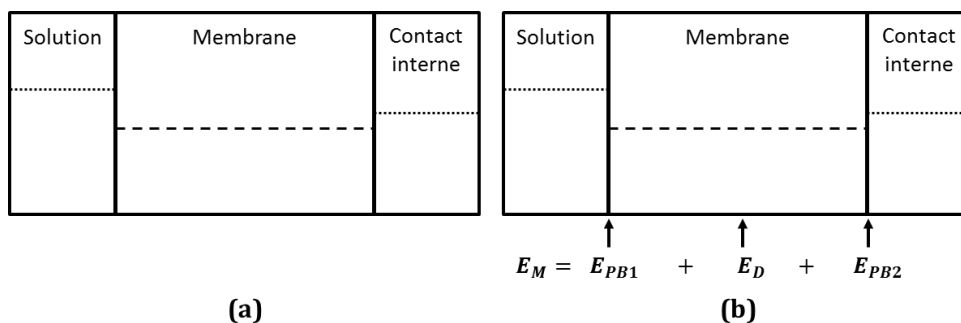 Solution
Membrane
Contact
interne
Solution
Membrane
Contact
interne
E_M = E_PB1 + E_D + E_PB2
(a)
(b)